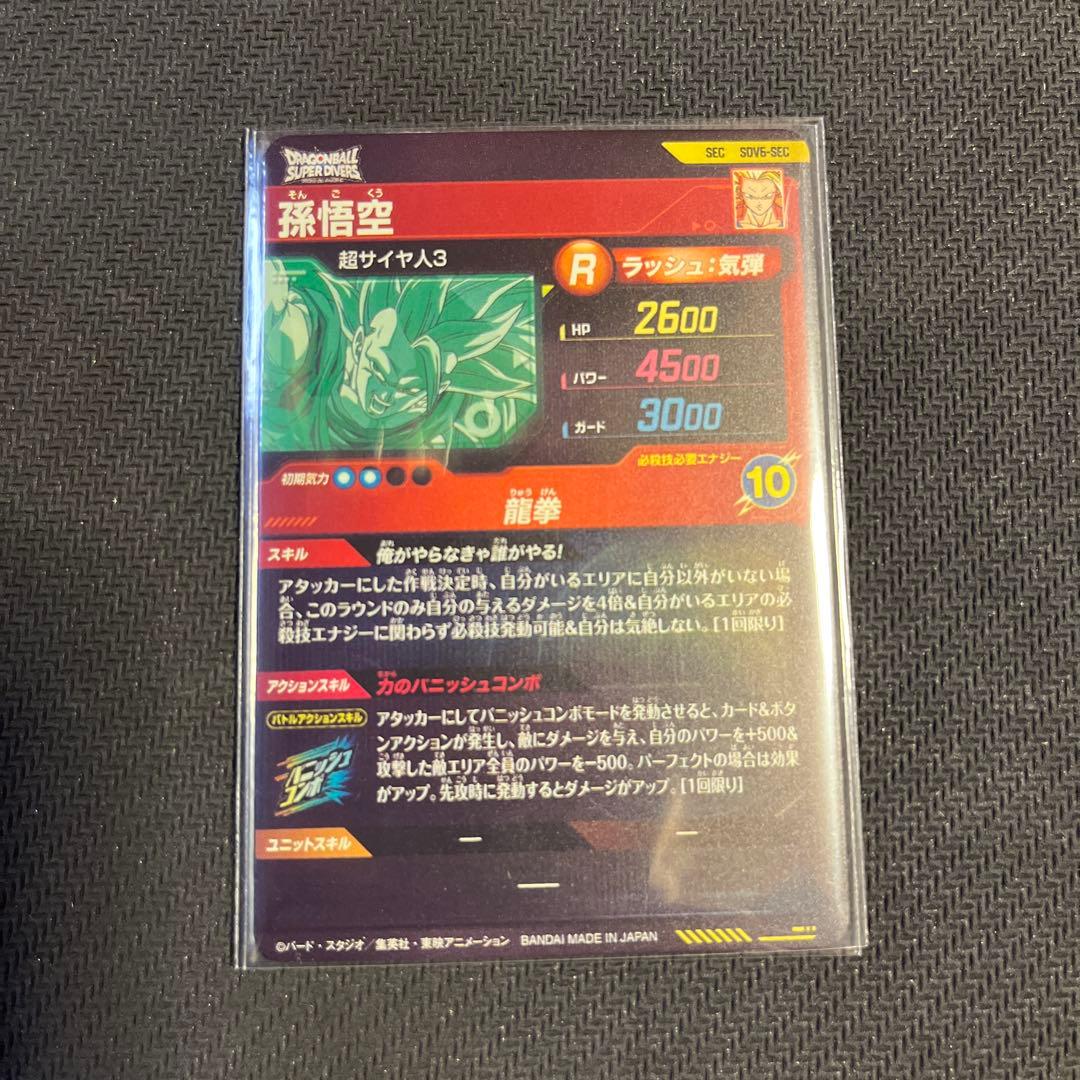 DRAGONBALL
SUPER DIVERS
SEC SDV6-SEC
そん ご くう
孫悟空
超サイヤ人3
R ラッシュ:気弾
HP 2600
パワー 4500
ガード 3000
必殺技必要エナジー
10
初期気力
りゅう けん
龍拳
スキル 俺がやらなきゃ誰がやる!
アタッカーにした作戦決定時、自分がいるエリアに自分以外がいない場
合、このラウンドのみ自分の与えるダメージを4倍&自分がいるエリアの必
殺技エナジーに関わらず必殺技発動可能&自分は気絶しない。[1回限り]
アクションスキル 力のバニッシュコンボ
バトルアクションスキル
バニッシュ
コンボ
アタッカーにしてバニッシュコンボモードを発動させると、カード&ボタ
ンアクションが発生し、敵にダメージを与え、自分のパワーを+500&
攻撃した敵エリア全員のパワーを-500。パーフェクトの場合は効果
がアップ。先攻時に発動するとダメージがアップ。[1回限り]
ユニットスキル ー ー
ー
©バード・スタジオ/集英社・東映アニメーション BANDAI MADE IN JAPAN